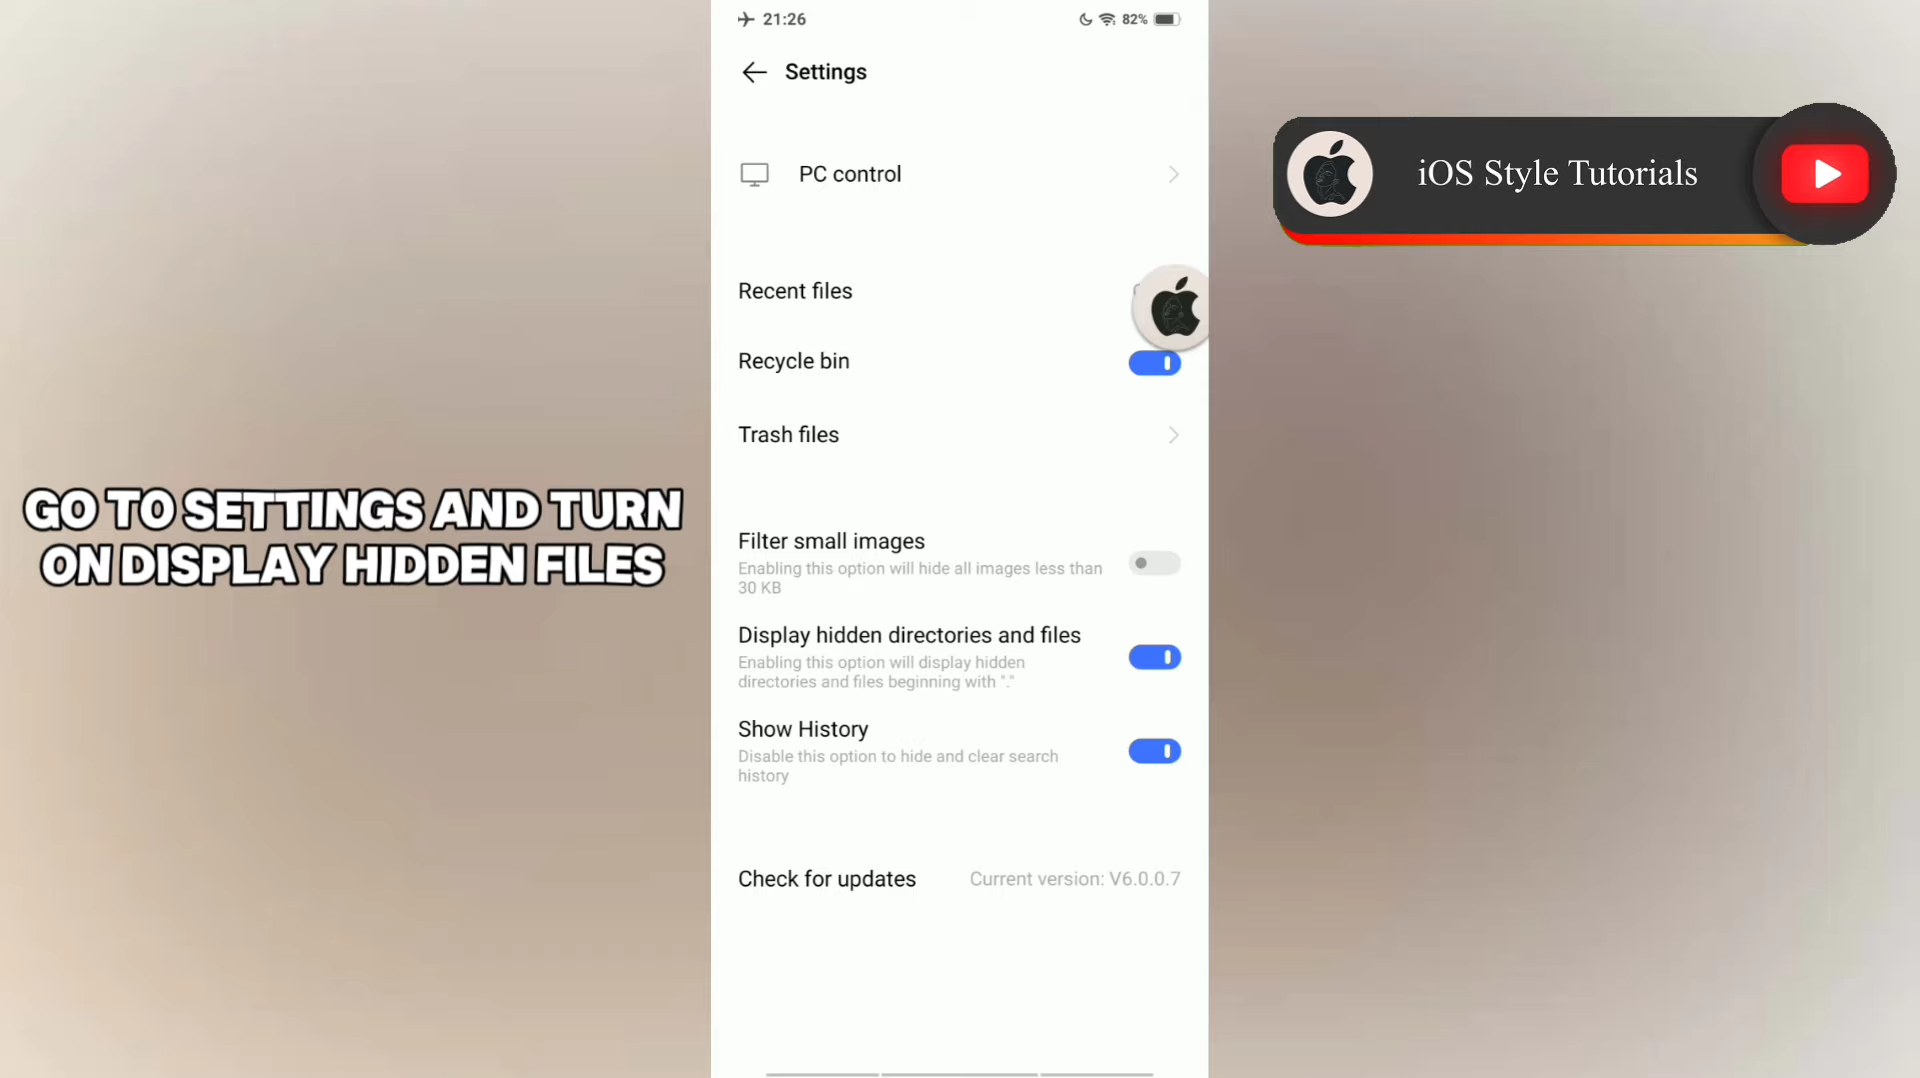 21:26
82%
Settings
PC control
iOS Style Tutorials
Recent files
Recycle bin
Trash files
GO TO SETTINGS AND TURN
ON DISPLAY HIDDEN FILES
Filter small images
Enabling this option will hide all images less than
30 KB
Display hidden directories and files
Enabling this option will display hidden
directories and files beginning with "."
Show History
Disable this option to hide and clear search
history
Check for updates
Current version: V6.0.0.7